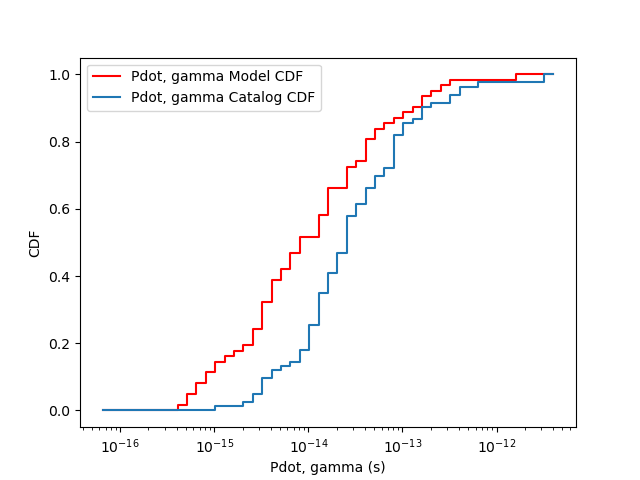 Pdot, gamma Model CDF
Pdot, gamma Catalog CDF
1.0
0.8
0.6
0.4
0.2
0.0
CDF
10⁻¹⁶ 10⁻¹⁵ 10⁻¹⁴ 10⁻¹³ 10⁻¹²
Pdot, gamma (s)